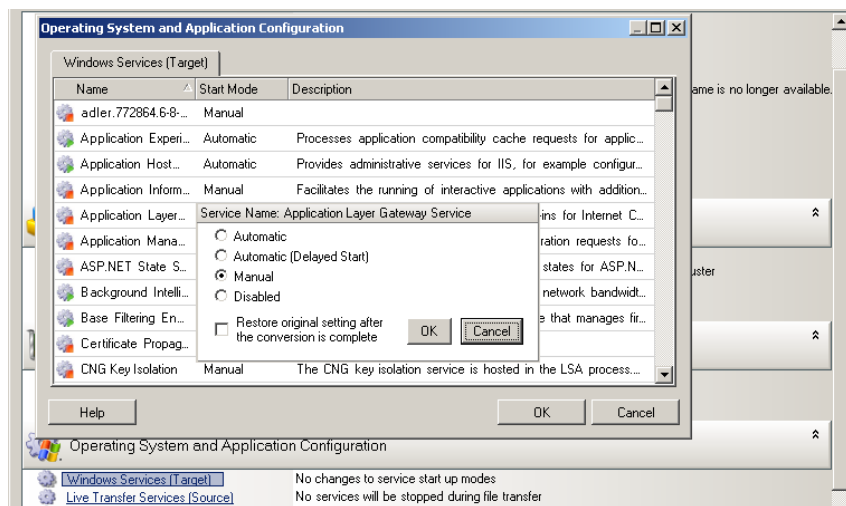 Operating System and Application Configuration
Windows Services (Target)
Name Start Mode Description
adler.772864.6-8-... Manual
Application Experi... Automatic Processes application compatibility cache requests for applic...
Application Host... Automatic Provides administrative services for IIS, for example configur...
Application Inform... Manual Facilitates the running of interactive applications with addition...
Application Layer... -ins for Internet C...
Application Mana... ration requests fo...
ASP.NET State S... states for ASP.N...
Background Intelli... network bandwidt...
Base Filtering En... e that manages fir...
Certificate Propag...
CNG Key Isolation Manual The CNG key isolation service is hosted in the LSA process....
Service Name: Application Layer Gateway Service
Automatic
Automatic (Delayed Start)
Manual
Disabled
Restore original setting after
the conversion is complete
OK Cancel
Help OK Cancel
ame is no longer available.
uster
Operating System and Application Configuration
Windows Services (Target) No changes to service start up modes
Live Transfer Services (Source) No services will be stopped during file transfer